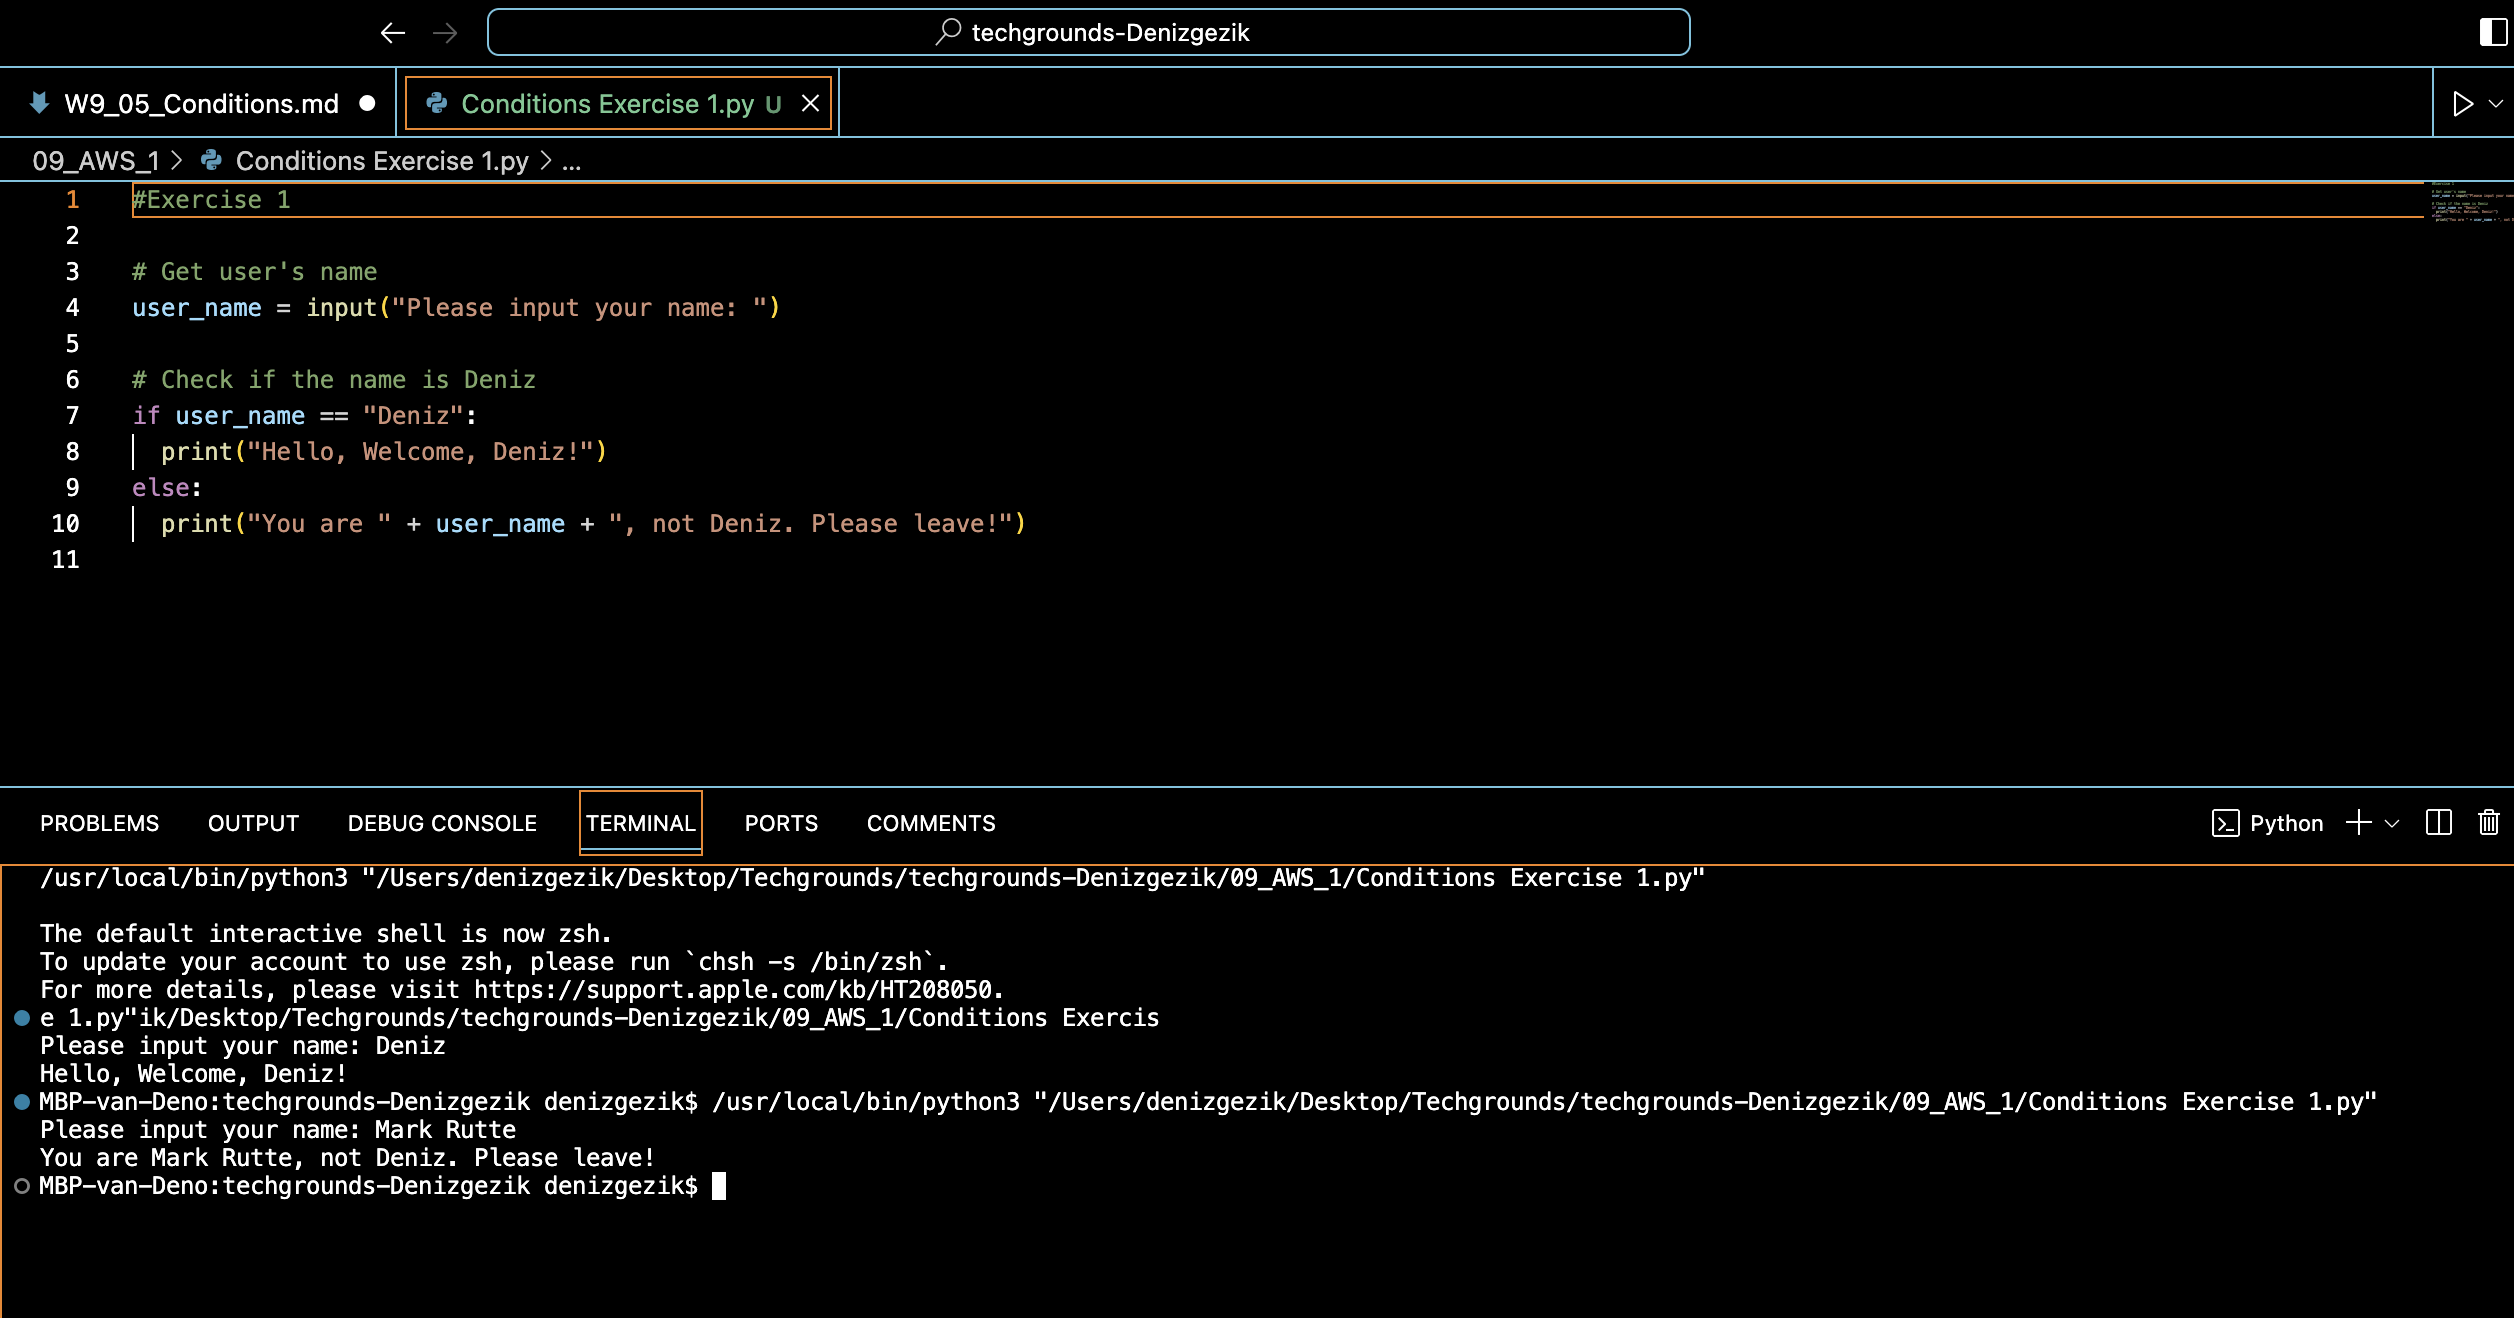 techgrounds-Denizgezik
W9_05_Conditions.md
Conditions Exercise 1.py U
09_AWS_1 > Conditions Exercise 1.py > ...
1 #Exercise 1
2
3 # Get user's name
4 user_name = input("Please input your name: ")
5
6 # Check if the name is Deniz
7 if user_name == "Deniz":
8 print("Hello, Welcome, Deniz!")
9 else:
10 print("You are " + user_name + ", not Deniz. Please leave!")
11
PROBLEMS OUTPUT DEBUG CONSOLE TERMINAL PORTS COMMENTS Python
/usr/local/bin/python3 "/Users/denizgezik/Desktop/Techgrounds/techgrounds-Denizgezik/09_AWS_1/Conditions Exercise 1.py"
The default interactive shell is now zsh.
To update your account to use zsh, please run `chsh -s /bin/zsh`.
For more details, please visit https://support.apple.com/kb/HT208050.
e 1.py"ik/Desktop/Techgrounds/techgrounds-Denizgezik/09_AWS_1/Conditions Exercis
Please input your name: Deniz
Hello, Welcome, Deniz!
MBP-van-Deno:techgrounds-Denizgezik denizgezik$ /usr/local/bin/python3 "/Users/denizgezik/Desktop/Techgrounds/techgrounds-Denizgezik/09_AWS_1/Conditions Exercise 1.py"
Please input your name: Mark Rutte
You are Mark Rutte, not Deniz. Please leave!
MBP-van-Deno:techgrounds-Denizgezik denizgezik$